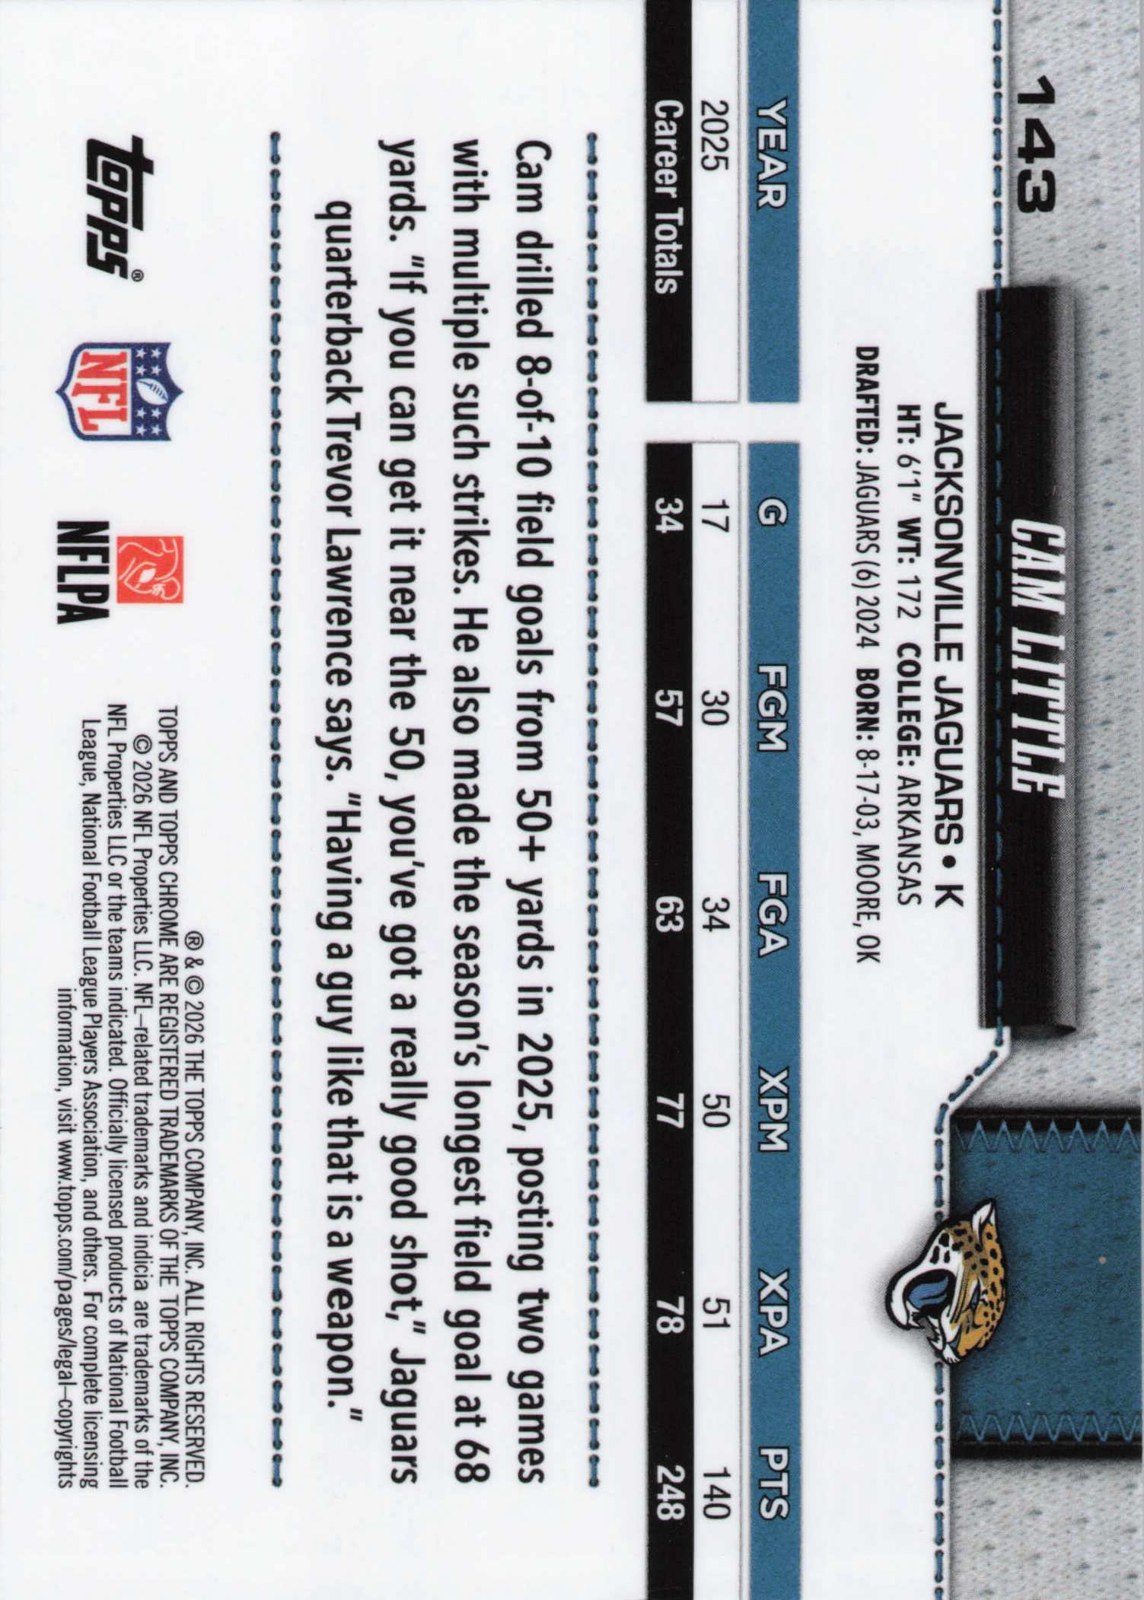 143
CAM LITTLE
JACKSONVILLE JAGUARS • K
HT: 6'1" WT: 172 COLLEGE: ARKANSAS
DRAFTED: JAGUARS (6) 2024 BORN: 8-17-03, MOORE, OK
YEAR G FGM FGA XPM XPA PTS
2025 17 30 34 50 51 140
Career Totals 34 57 63 77 78 248
Cam drilled 8-of-10 field goals from 50+ yards in 2025, posting two games
with multiple such strikes. He also made the season's longest field goal at 68
yards. "If you can get it near the 50, you've got a really good shot," Jaguars
quarterback Trevor Lawrence says. "Having a guy like that is a weapon."
topps®
NFL
NFLPA
® & © 2026 THE TOPPS COMPANY, INC. ALL RIGHTS RESERVED.
TOPPS AND TOPPS CHROME ARE REGISTERED TRADEMARKS OF THE TOPPS COMPANY, INC.
© 2026 NFL Properties LLC. NFL-related trademarks and indicia are trademarks of the
NFL Properties LLC or the teams indicated. Officially licensed products of National Football
League, National Football League Players Association, and others. For complete licensing
information, visit www.topps.com/pages/legal-copyrights